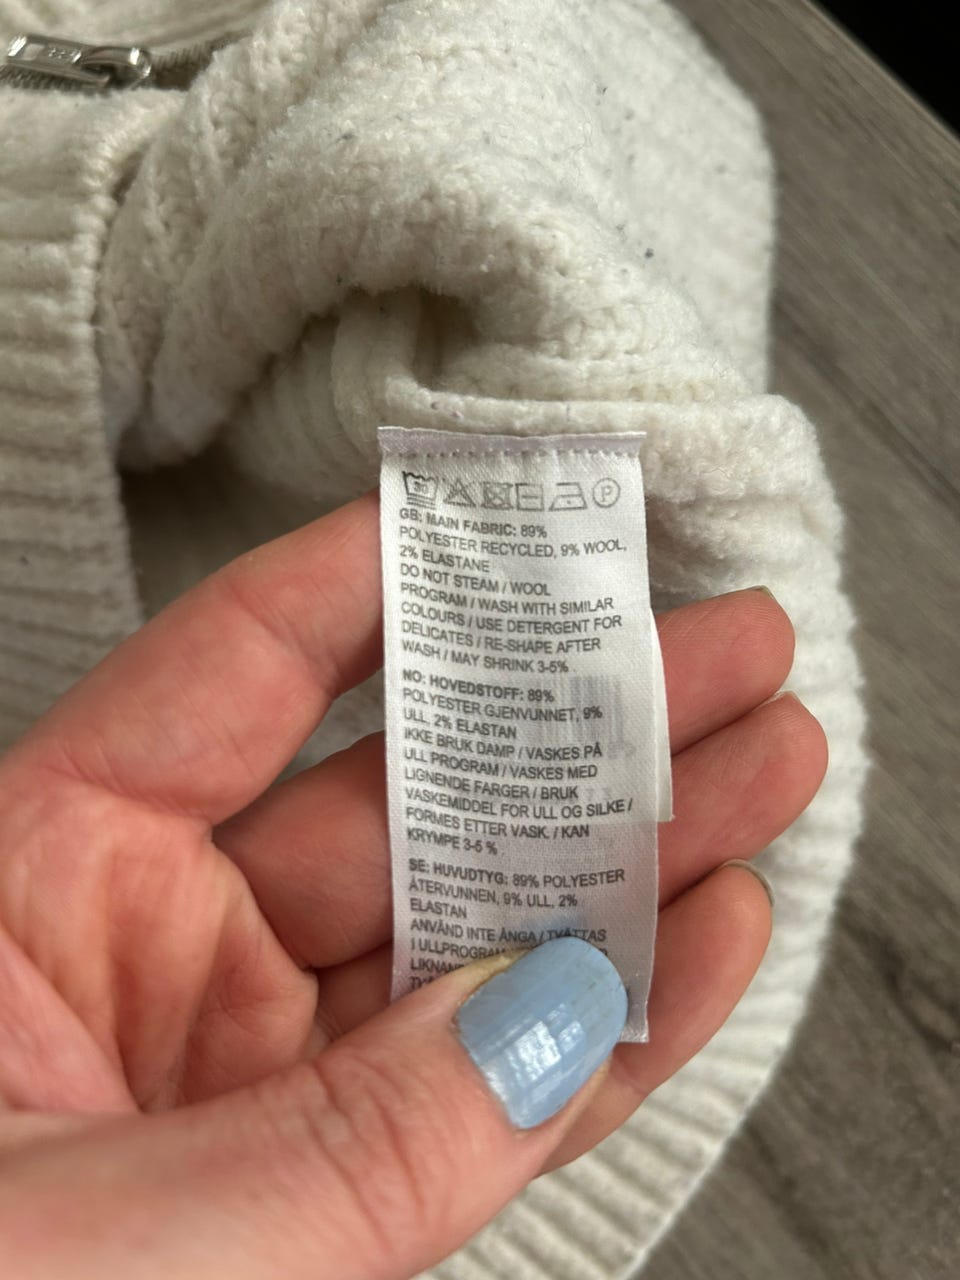 30 P
GB: MAIN FABRIC: 89%
POLYESTER RECYCLED, 9% WOOL,
2% ELASTANE
DO NOT STEAM / WOOL
PROGRAM / WASH WITH SIMILAR
COLOURS / USE DETERGENT FOR
DELICATES / RE-SHAPE AFTER
WASH / MAY SHRINK 3-5% .
NO: HOVEDSTOFF: 89%
POLYESTER GJENVUNNET, 9%
ULL, 2% ELASTAN
IKKE BRUK DAMP / VASKES PÅ
ULL PROGRAM / VASKES MED
LIGNENDE FARGER / BRUK
VASKEMIDDEL FOR ULL OG SILKE /
FORMES ETTER VASK. / KAN
KRYMPE 3-5 % .
SE: HUVUDTYG: 89% POLYESTER
ÅTERVUNNEN, 9% ULL, 2%
ELASTAN
ANVÄND INTE ÅNGA / TVÄTTAS
I ULLPROGRAM